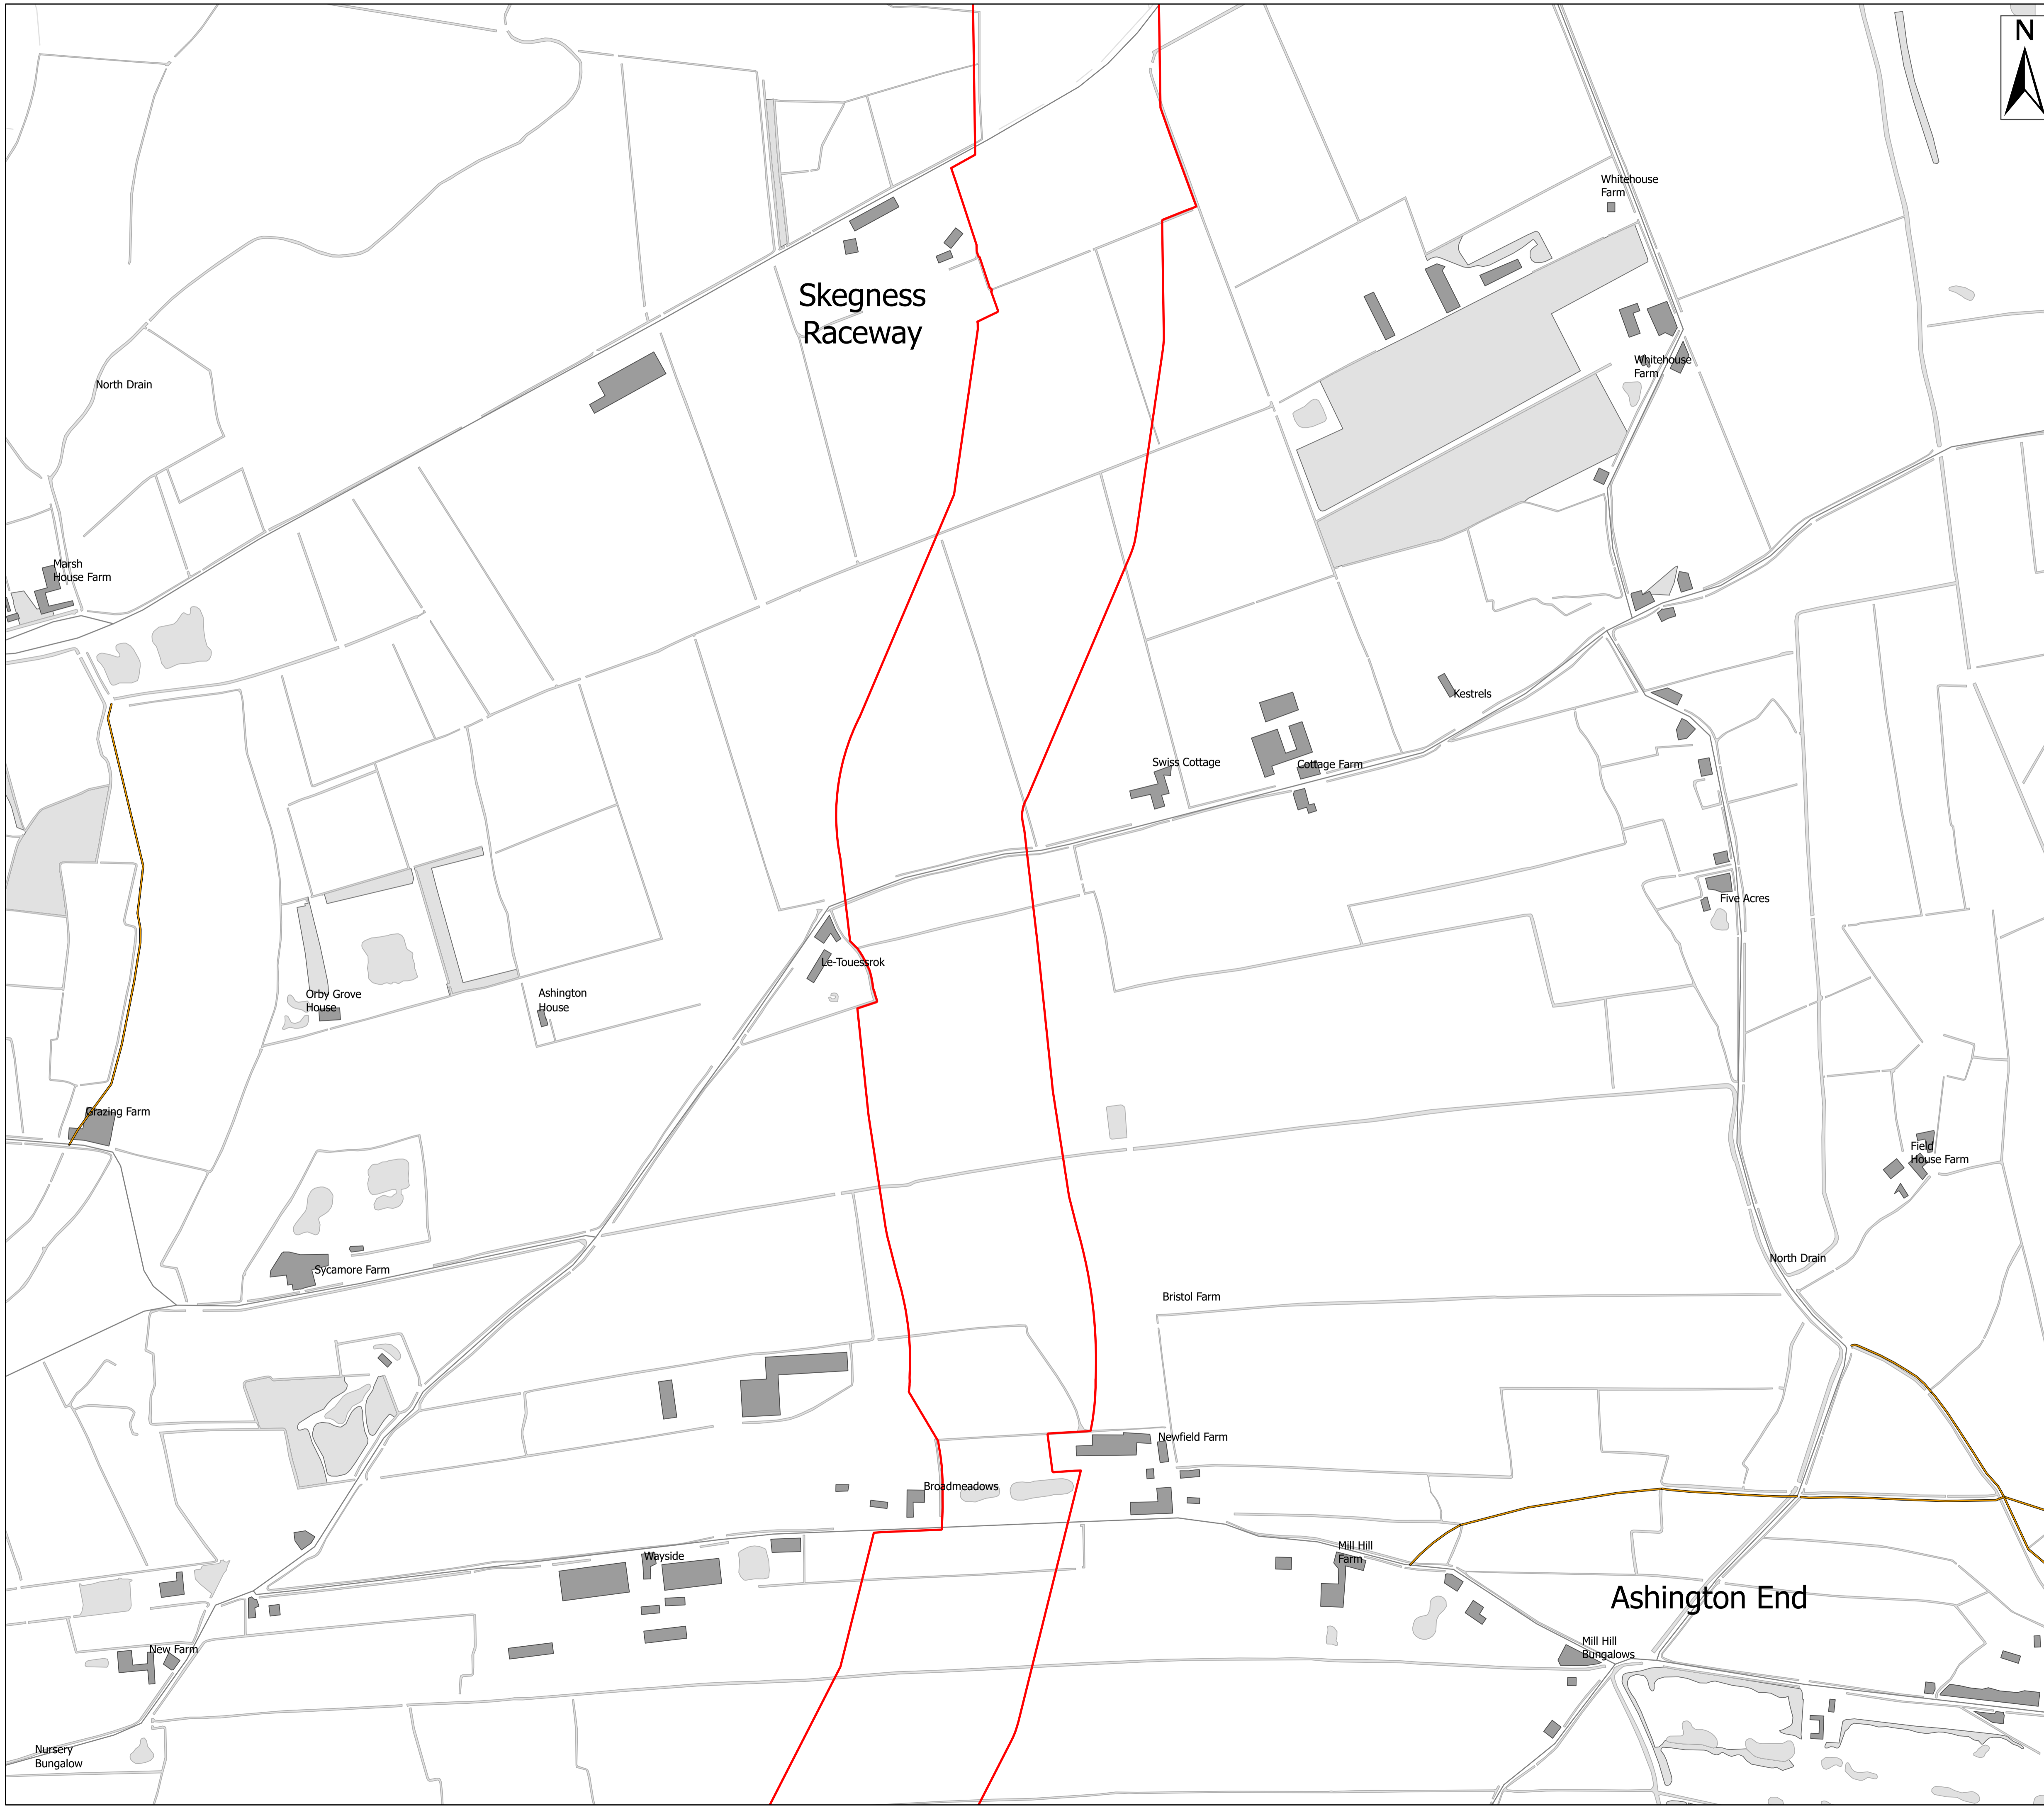 N
Whitehouse
Farm
Skegness
Raceway
Whitehouse
Farm
North Drain
Marsh
House Farm
Kestrels
Swiss Cottage
Cottage Farm
Five Acres
Le-Touessrok
Orby Grove
House
Ashington
House
Grazing Farm
Field
House Farm
Sycamore Farm
North Drain
Bristol Farm
Newfield Farm
Broadmeadows
Wayside
Mill Hill
Farm
Ashington End
New Farm
Mill Hill
Bungalows
Nursery
Bungalow